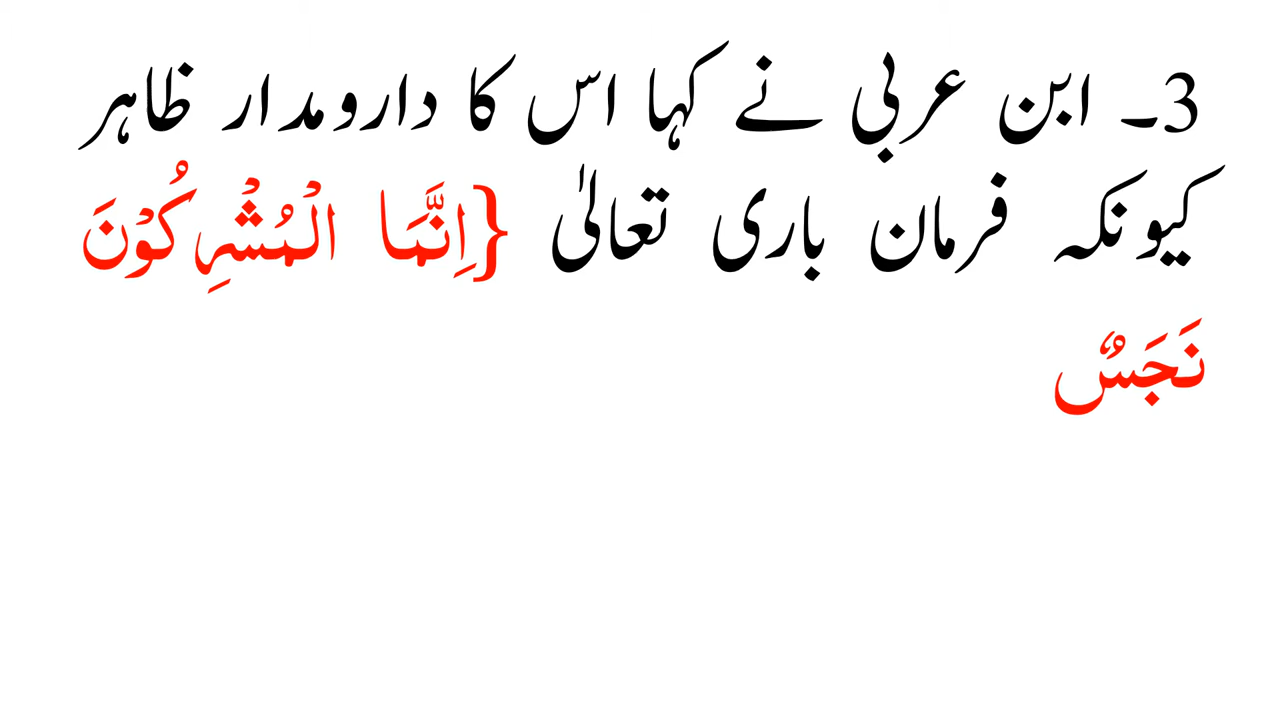 3۔ ابن عربی نے کہا اس کا دارومدار ظاہر
کیونکہ فرمان باری تعالیٰ {اِنَّمَا الْمُشْرِكُوْنَ
نَجَسٌ